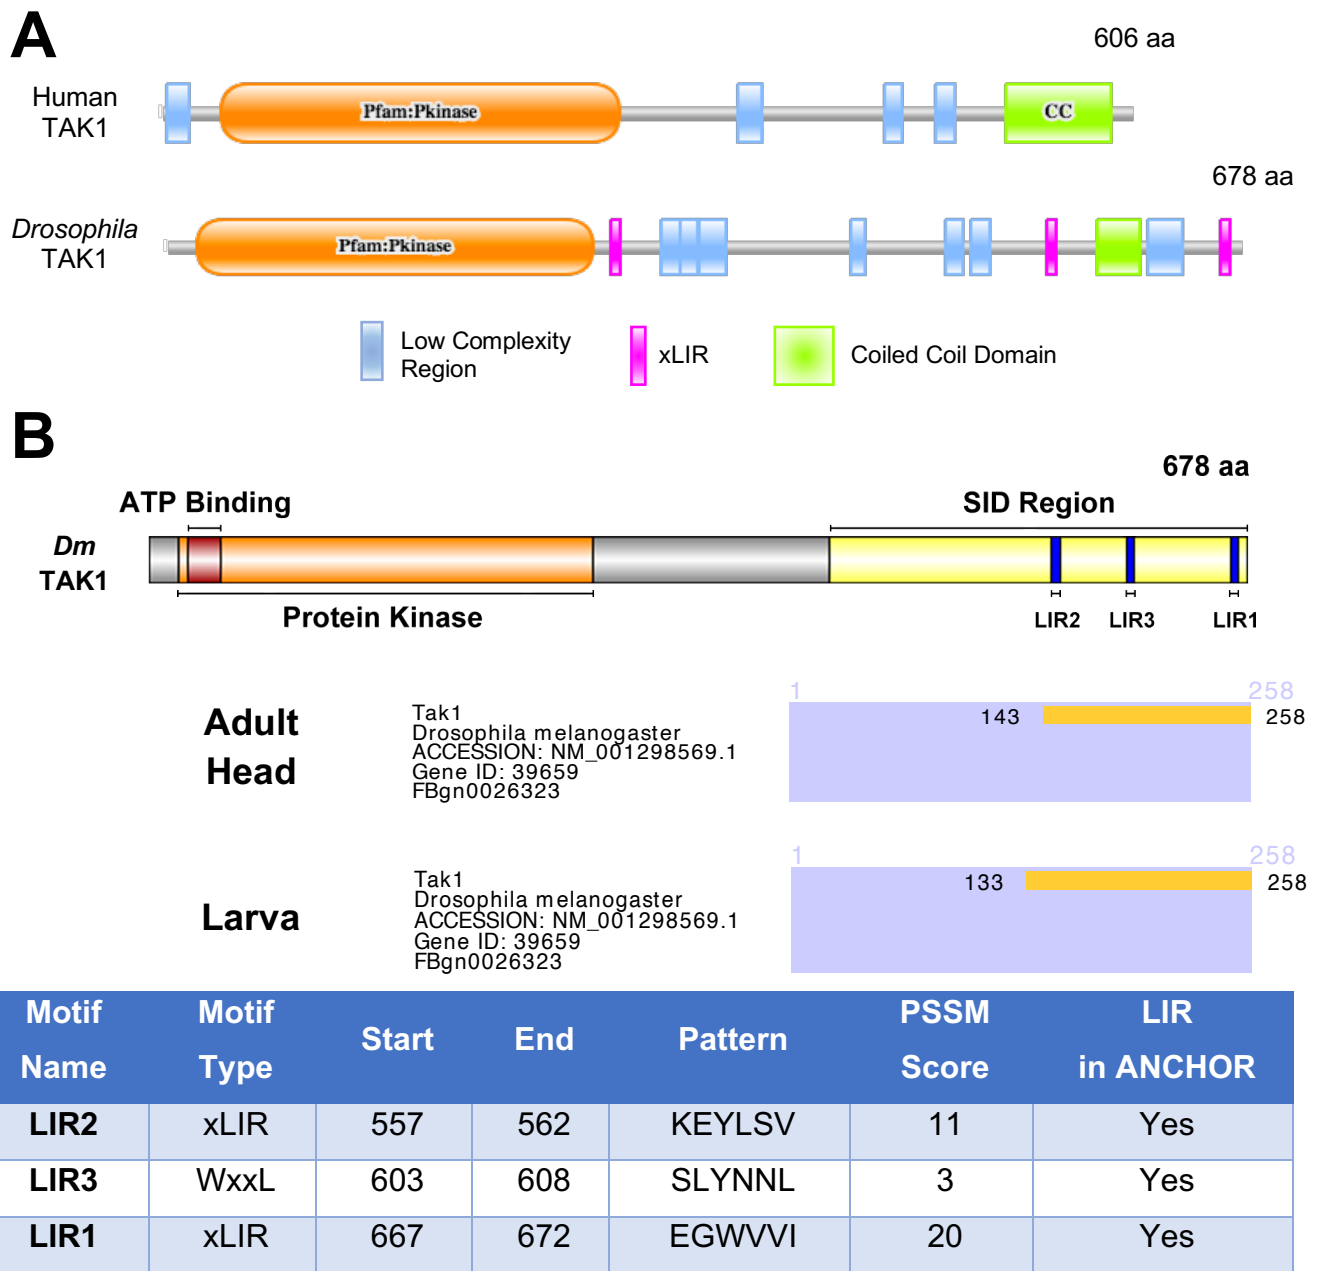 A
606 aa
Human
TAK1
Pfam:Pkinase
CC
678 aa
Drosophila
TAK1
Pfam:Pkinase
Low Complexity
Region
xLIR
Coiled Coil Domain
B
678 aa
ATP Binding
SID Region
Dm
TAK1
Protein Kinase
LIR2 LIR3 LIR1
Adult
Head
Tak1
Drosophila melanogaster
ACCESSION: NM_001298569.1
Gene ID: 39659
FBgn0026323
1 258
143 258
Larva
Tak1
Drosophila melanogaster
ACCESSION: NM_001298569.1
Gene ID: 39659
FBgn0026323
1 258
133 258
Motif Name Motif Type Start End Pattern PSSM Score LIR in ANCHOR
LIR2 xLIR 557 562 KEYLSV 11 Yes
LIR3 WxxL 603 608 SLYNNL 3 Yes
LIR1 xLIR 667 672 EGWVVI 20 Yes